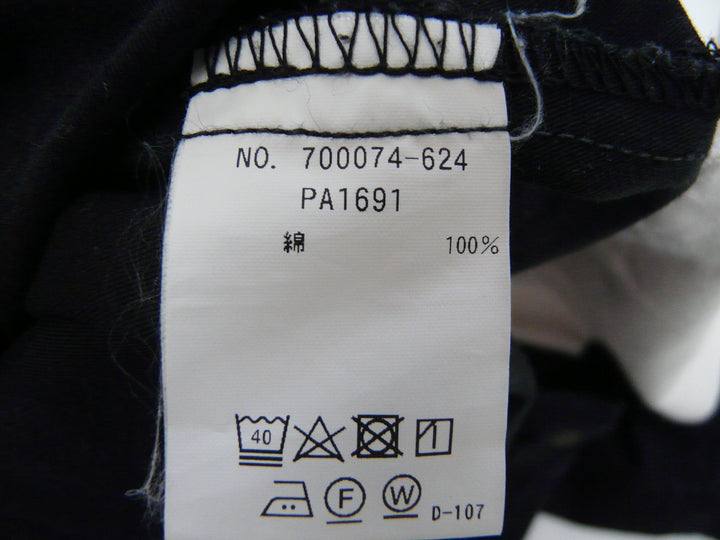 NO. 700074-624
PA1691
綿 100%
40
F W D-107